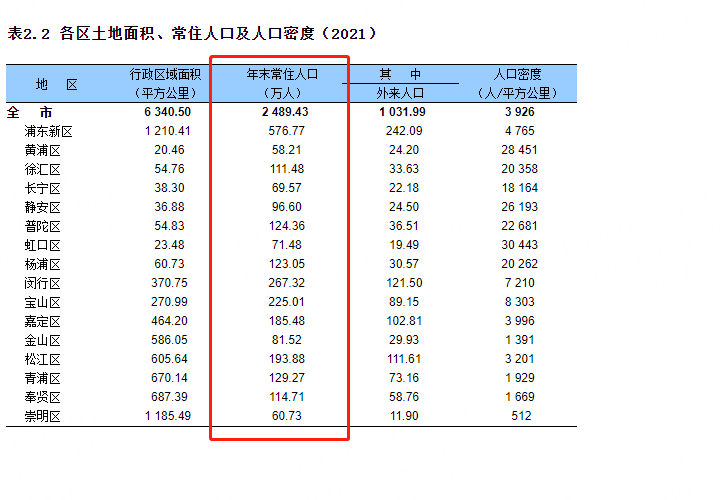 表2.2 各区土地面积、常住人口及人口密度（2021）
地 区 行政区域面积（平方公里） 年末常住人口（万人） 其 中 外来人口 人口密度（人/平方公里）
全 市 6 340.50 2 489.43 1 031.99 3 926
浦东新区 1 210.41 576.77 242.09 4 765
黄浦区 20.46 58.21 24.20 28 451
徐汇区 54.76 111.48 33.63 20 358
长宁区 38.30 69.57 22.18 18 164
静安区 36.88 96.60 24.50 26 193
普陀区 54.83 124.36 36.51 22 681
虹口区 23.48 71.48 19.49 30 443
杨浦区 60.73 123.05 30.57 20 262
闵行区 370.75 267.32 121.50 7 210
宝山区 270.99 225.01 89.15 8 303
嘉定区 464.20 185.48 102.81 3 996
金山区 586.05 81.52 29.93 1 391
松江区 605.64 193.88 111.61 3 201
青浦区 670.14 129.27 73.16 1 929
奉贤区 687.39 114.71 58.76 1 669
崇明区 1 185.49 60.73 11.90 512